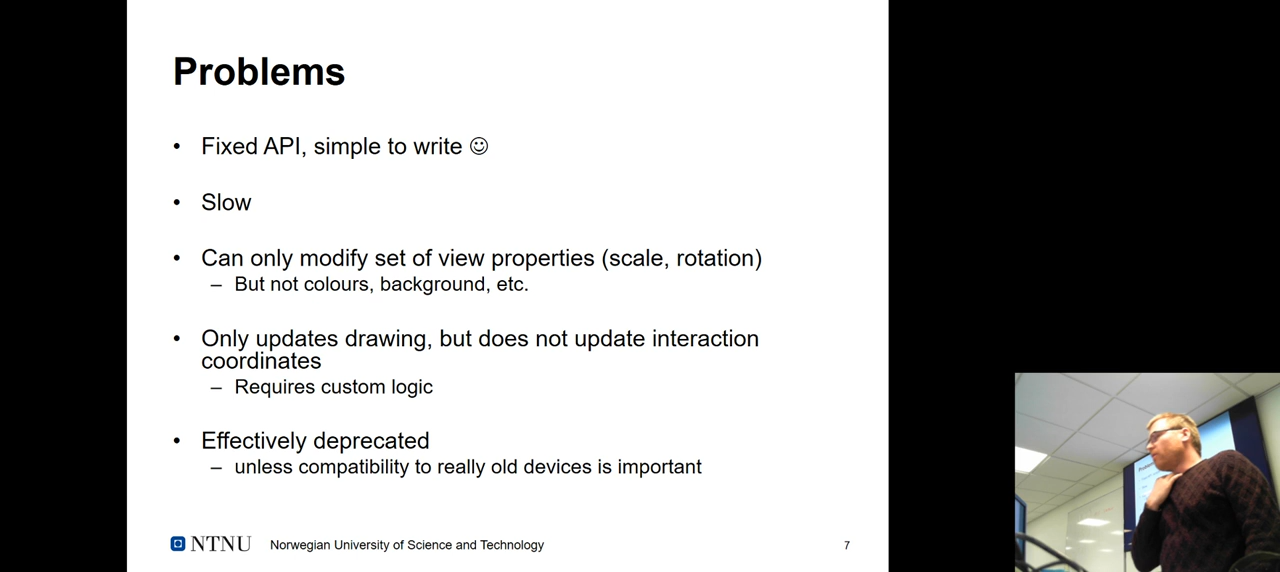 Problems
• Fixed API, simple to write ☺
• Slow
• Can only modify set of view properties (scale, rotation)
– But not colours, background, etc.
• Only updates drawing, but does not update interaction
coordinates
– Requires custom logic
• Effectively deprecated
– unless compatibility to really old devices is important
NTNU Norwegian University of Science and Technology 7